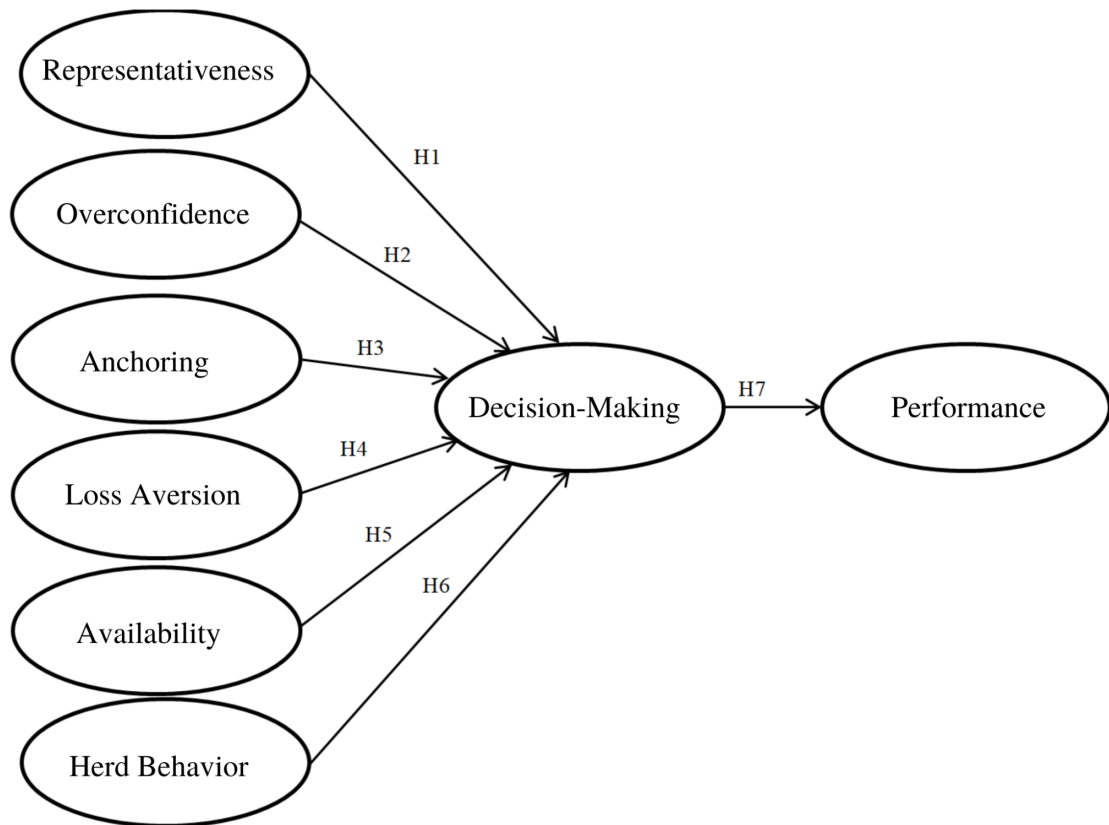 Representativeness
H1
Overconfidence
H2
Anchoring
H3
Decision-Making
H7
Performance
H4
Loss Aversion
H5
Availability
H6
Herd Behavior